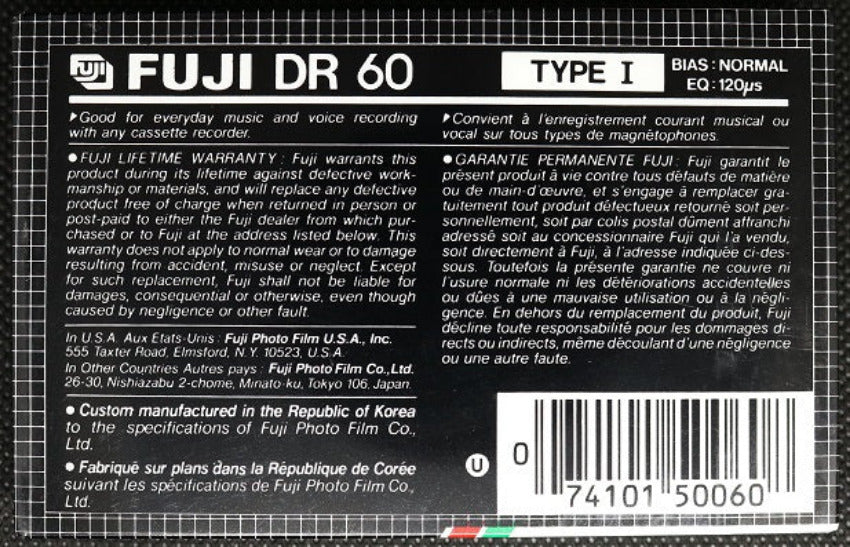 FUJI FUJI DR 60
TYPE I
BIAS : NORMAL
EQ : 120µs
▶Good for everyday music and voice recording
with any cassette recorder.
▶Convient à l'enregistrement courant musical ou
vocal sur tous types de magnétophones.
● FUJI LIFETIME WARRANTY : Fuji warrants this
product during its lifetime against defective work-
manship or materials, and will replace any defective
product free of charge when returned in person or
post-paid to either the Fuji dealer from which pur-
chased or to Fuji at the address listed below. This
warranty does not apply to normal wear or to damage
resulting from accident, misuse or neglect. Except
for such replacement, Fuji shall not be liable for
damages, consequential or otherwise, even though
caused by negligence or other fault.
In U.S.A. Aux États-Unis : Fuji Photo Film U.S.A., Inc.
555 Taxter Road, Elmsford, N.Y. 10523, U.S.A.
In Other Countries Autres pays : Fuji Photo Film Co.,Ltd.
26-30, Nishiazabu 2-chome, Minato-ku, Tokyo 106, Japan.
● Custom manufactured in the Republic of Korea
to the specifications of Fuji Photo Film Co.,
Ltd.
● Fabriqué sur plans dans la République de Corée
suivant les spécifications de Fuji Photo Film Co.,
Ltd.
● GARANTIE PERMANENTE FUJI : Fuji garantit le
présent produit à vie contre tous défauts de matière
ou de main-d'œuvre, et s'engage à remplacer gra-
tuitement tout produit défectueux retourné soit per-
sonnellement, soit par colis postal dûment affranchi
adressé soit au concessionnaire Fuji qui l'a vendu,
soit directement à Fuji, à l'adresse indiquée ci-des-
sous. Toutefois la présente garantie ne couvre ni
l'usure normale ni les détériorations accidentelles
ou dûes à une mauvaise utilisation ou à la négli-
gence. En dehors du remplacement du produit, Fuji
décline toute responsabilité pour les dommages di-
rects ou indirects, même découlant d'une négligence
ou une autre faute.
U
0 74101 50060